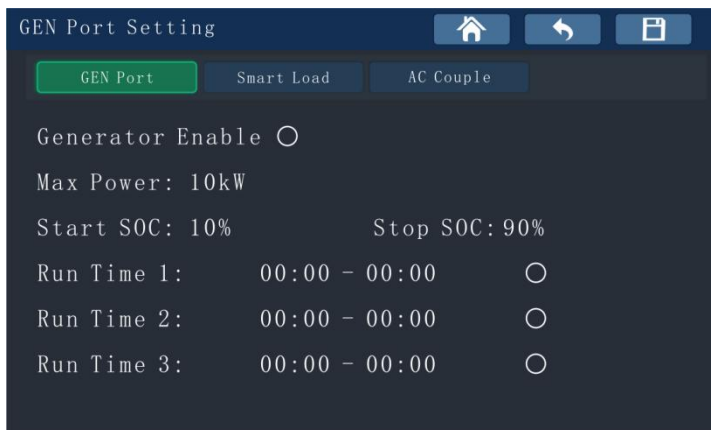 GEN Port Setting
GEN Port Smart Load AC Couple
Generator Enable
Max Power: 10kW
Start SOC: 10% Stop SOC: 90%
Run Time 1: 00:00 - 00:00
Run Time 2: 00:00 - 00:00
Run Time 3: 00:00 - 00:00